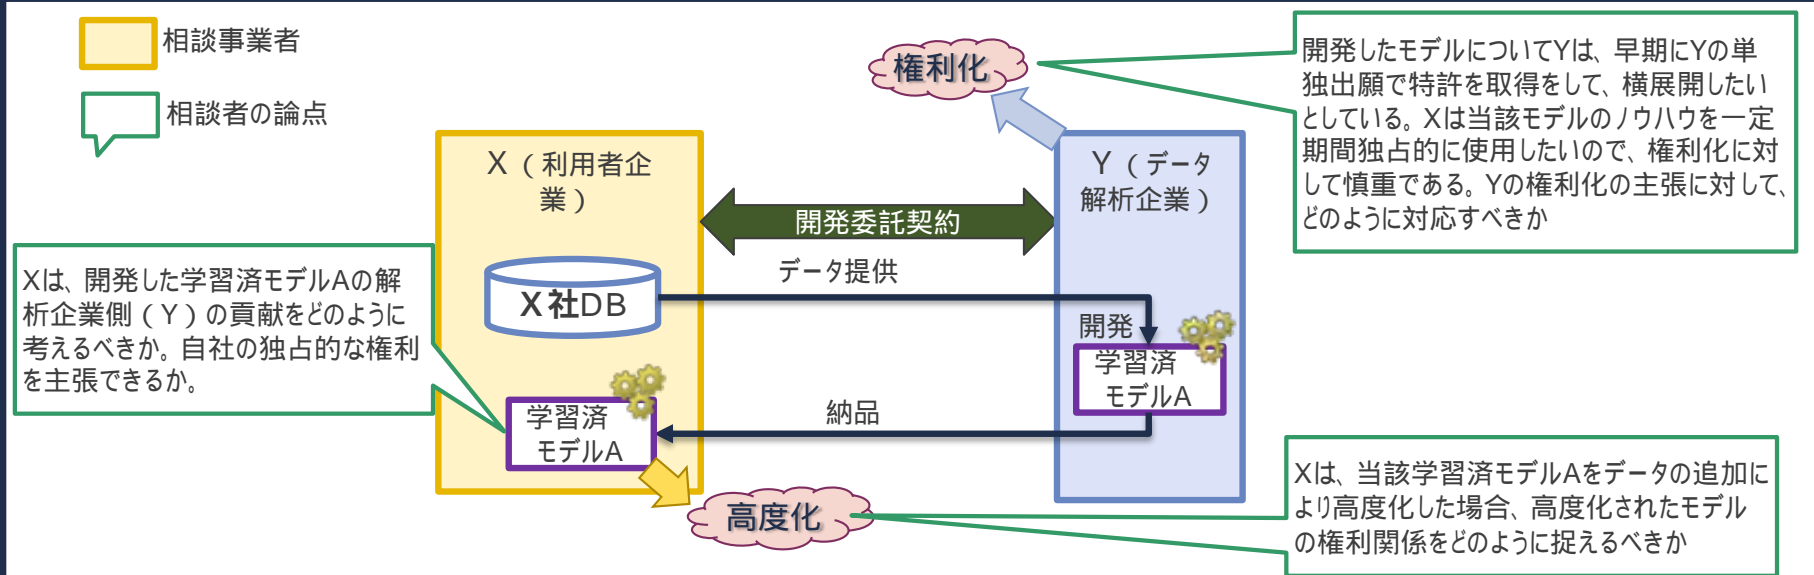 相談事業者
相談者の論点
権利化
開発したモデルについてYは、早期にYの単
独出願で特許を取得をして、横展開したい
としている。Xは当該モデルのノウハウを一定
期間独占的に使用したいので、権利化に対
して慎重である。Yの権利化の主張に対して、
どのように対応すべきか
X（利用者企
業）
Y（データ
解析企業）
開発委託契約
データ提供
X社DB
開発
学習済
モデルA
Xは、開発した学習済モデルAの解
析企業側（Y）の貢献をどのように
考えるべきか。自社の独占的な権利
を主張できるか。
納品
学習済
モデルA
高度化
Xは、当該学習済モデルAをデータの追加に
より高度化した場合、高度化されたモデル
の権利関係をどのように捉えるべきか